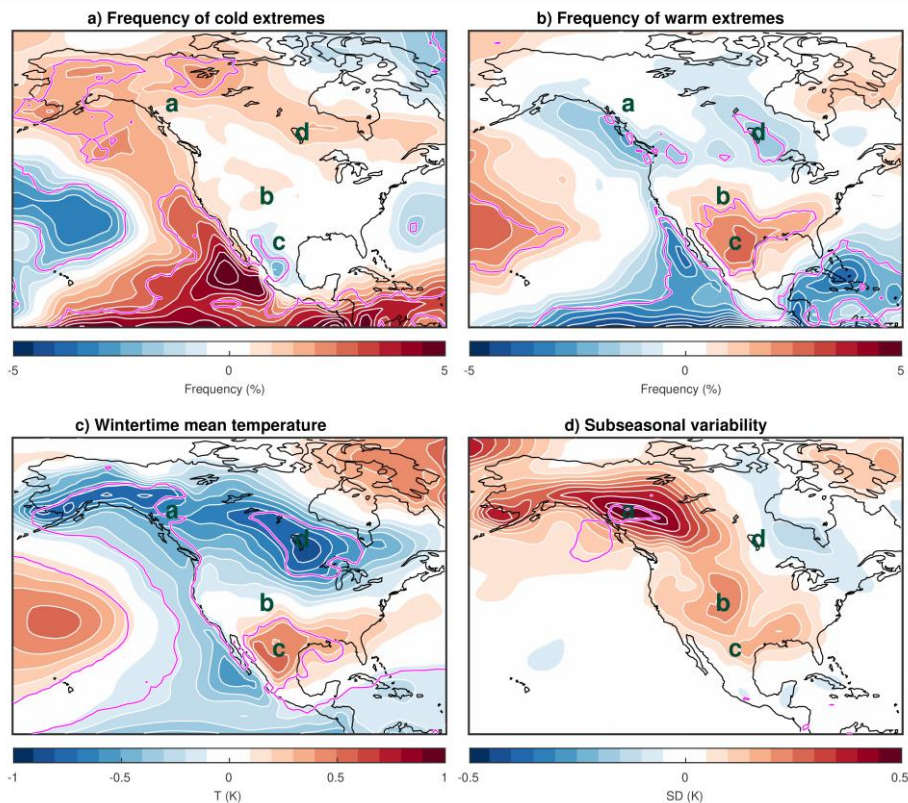 a) Frequency of cold extremes
b) Frequency of warm extremes
a
d
b
c
a
d
b
c
-5
0
5
Frequency (%)
-5
0
5
Frequency (%)
c) Wintertime mean temperature
d) Subseasonal variability
a
d
b
c
a
d
b
c
-1
-0.5
0
0.5
1
T (K)
-0.5
0
0.5
SD (K)